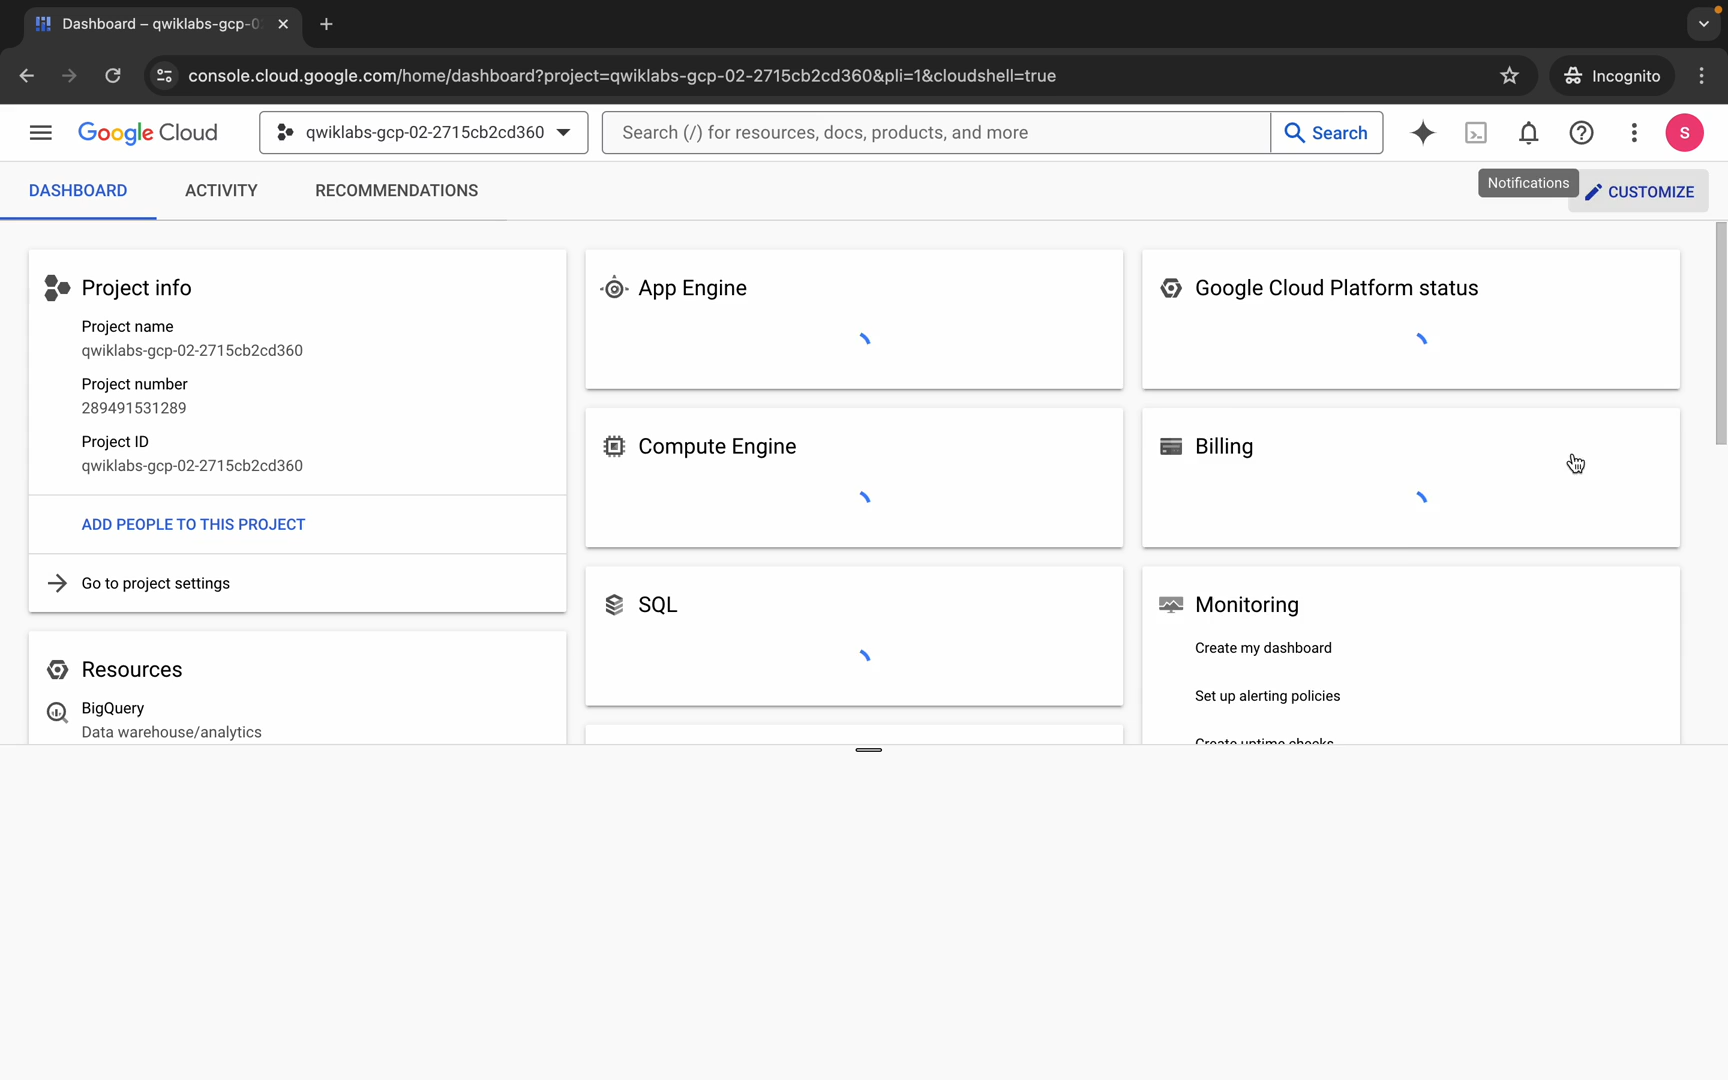 Dashboard – qwiklabs-gcp-0
console.cloud.google.com/home/dashboard?project=qwiklabs-gcp-02-2715cb2cd360&pli=1&cloudshell=true
Incognito
Google Cloud
qwiklabs-gcp-02-2715cb2cd360
Search (/) for resources, docs, products, and more
Search
S
DASHBOARD
ACTIVITY
RECOMMENDATIONS
Notifications
CUSTOMIZE
Project info
Project name
qwiklabs-gcp-02-2715cb2cd360
Project number
289491531289
Project ID
qwiklabs-gcp-02-2715cb2cd360
ADD PEOPLE TO THIS PROJECT
Go to project settings
Resources
BigQuery
Data warehouse/analytics
App Engine
Compute Engine
SQL
Google Cloud Platform status
Billing
Monitoring
Create my dashboard
Set up alerting policies
Create uptime checks